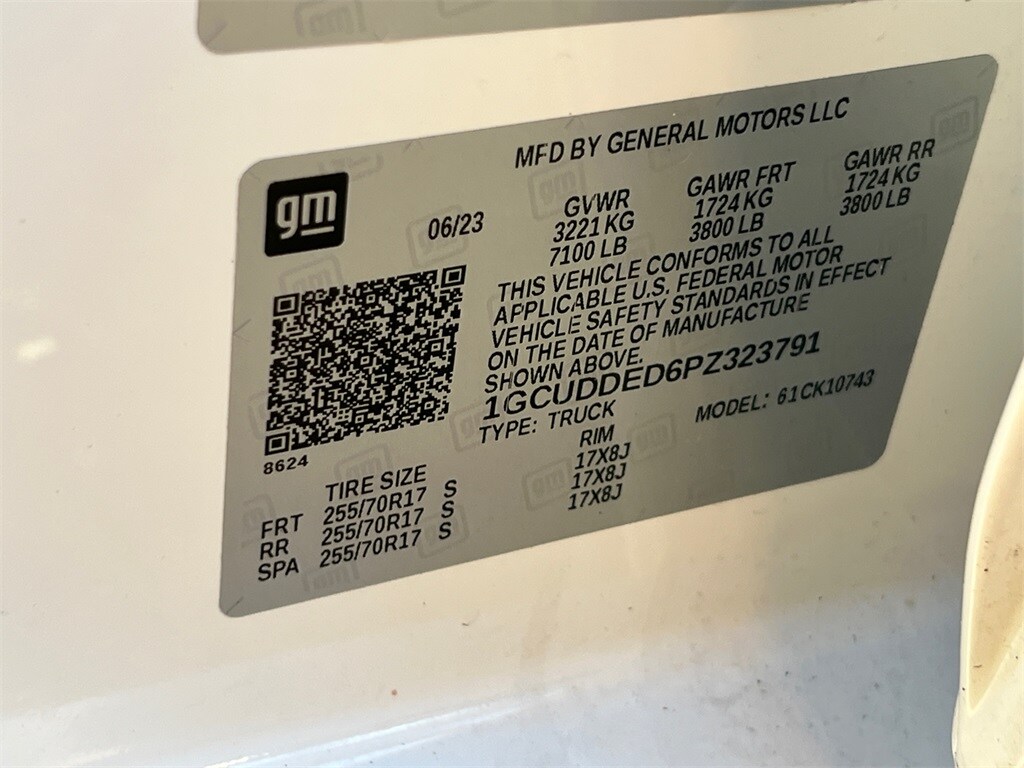 MFD BY GENERAL MOTORS LLC
gm
06/23
GVWR
3221 KG
7100 LB
GAWR FRT
1724 KG
3800 LB
GAWR RR
1724 KG
3800 LB
THIS VEHICLE CONFORMS TO ALL
APPLICABLE U.S. FEDERAL MOTOR
VEHICLE SAFETY STANDARDS IN EFFECT
ON THE DATE OF MANUFACTURE
SHOWN ABOVE.
1GCUDDED6PZ323791
TYPE: TRUCK
MODEL: 61CK10743
8624
TIRE SIZE RIM
FRT 255/70R17 S 17X8J
RR 255/70R17 S 17X8J
SPA 255/70R17 S 17X8J